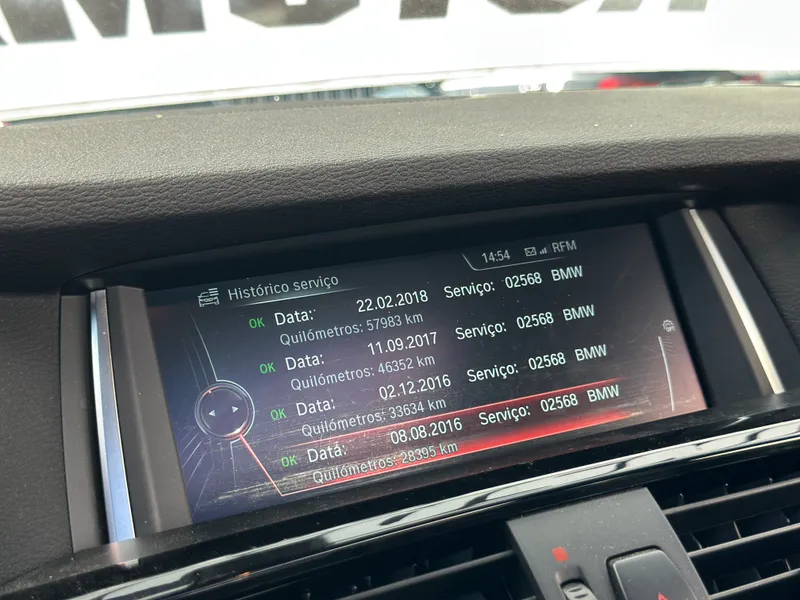 14:54 RFM
Histórico serviço
OK Data: 22.02.2018 Serviço: 02568 BMW
Quilómetros: 57983 km
OK Data: 11.09.2017 Serviço: 02568 BMW
Quilómetros: 46352 km
OK Data: 02.12.2016 Serviço: 02568 BMW
Quilómetros: 33634 km
OK Data: 08.08.2016 Serviço: 02568 BMW
Quilómetros: 28395 km